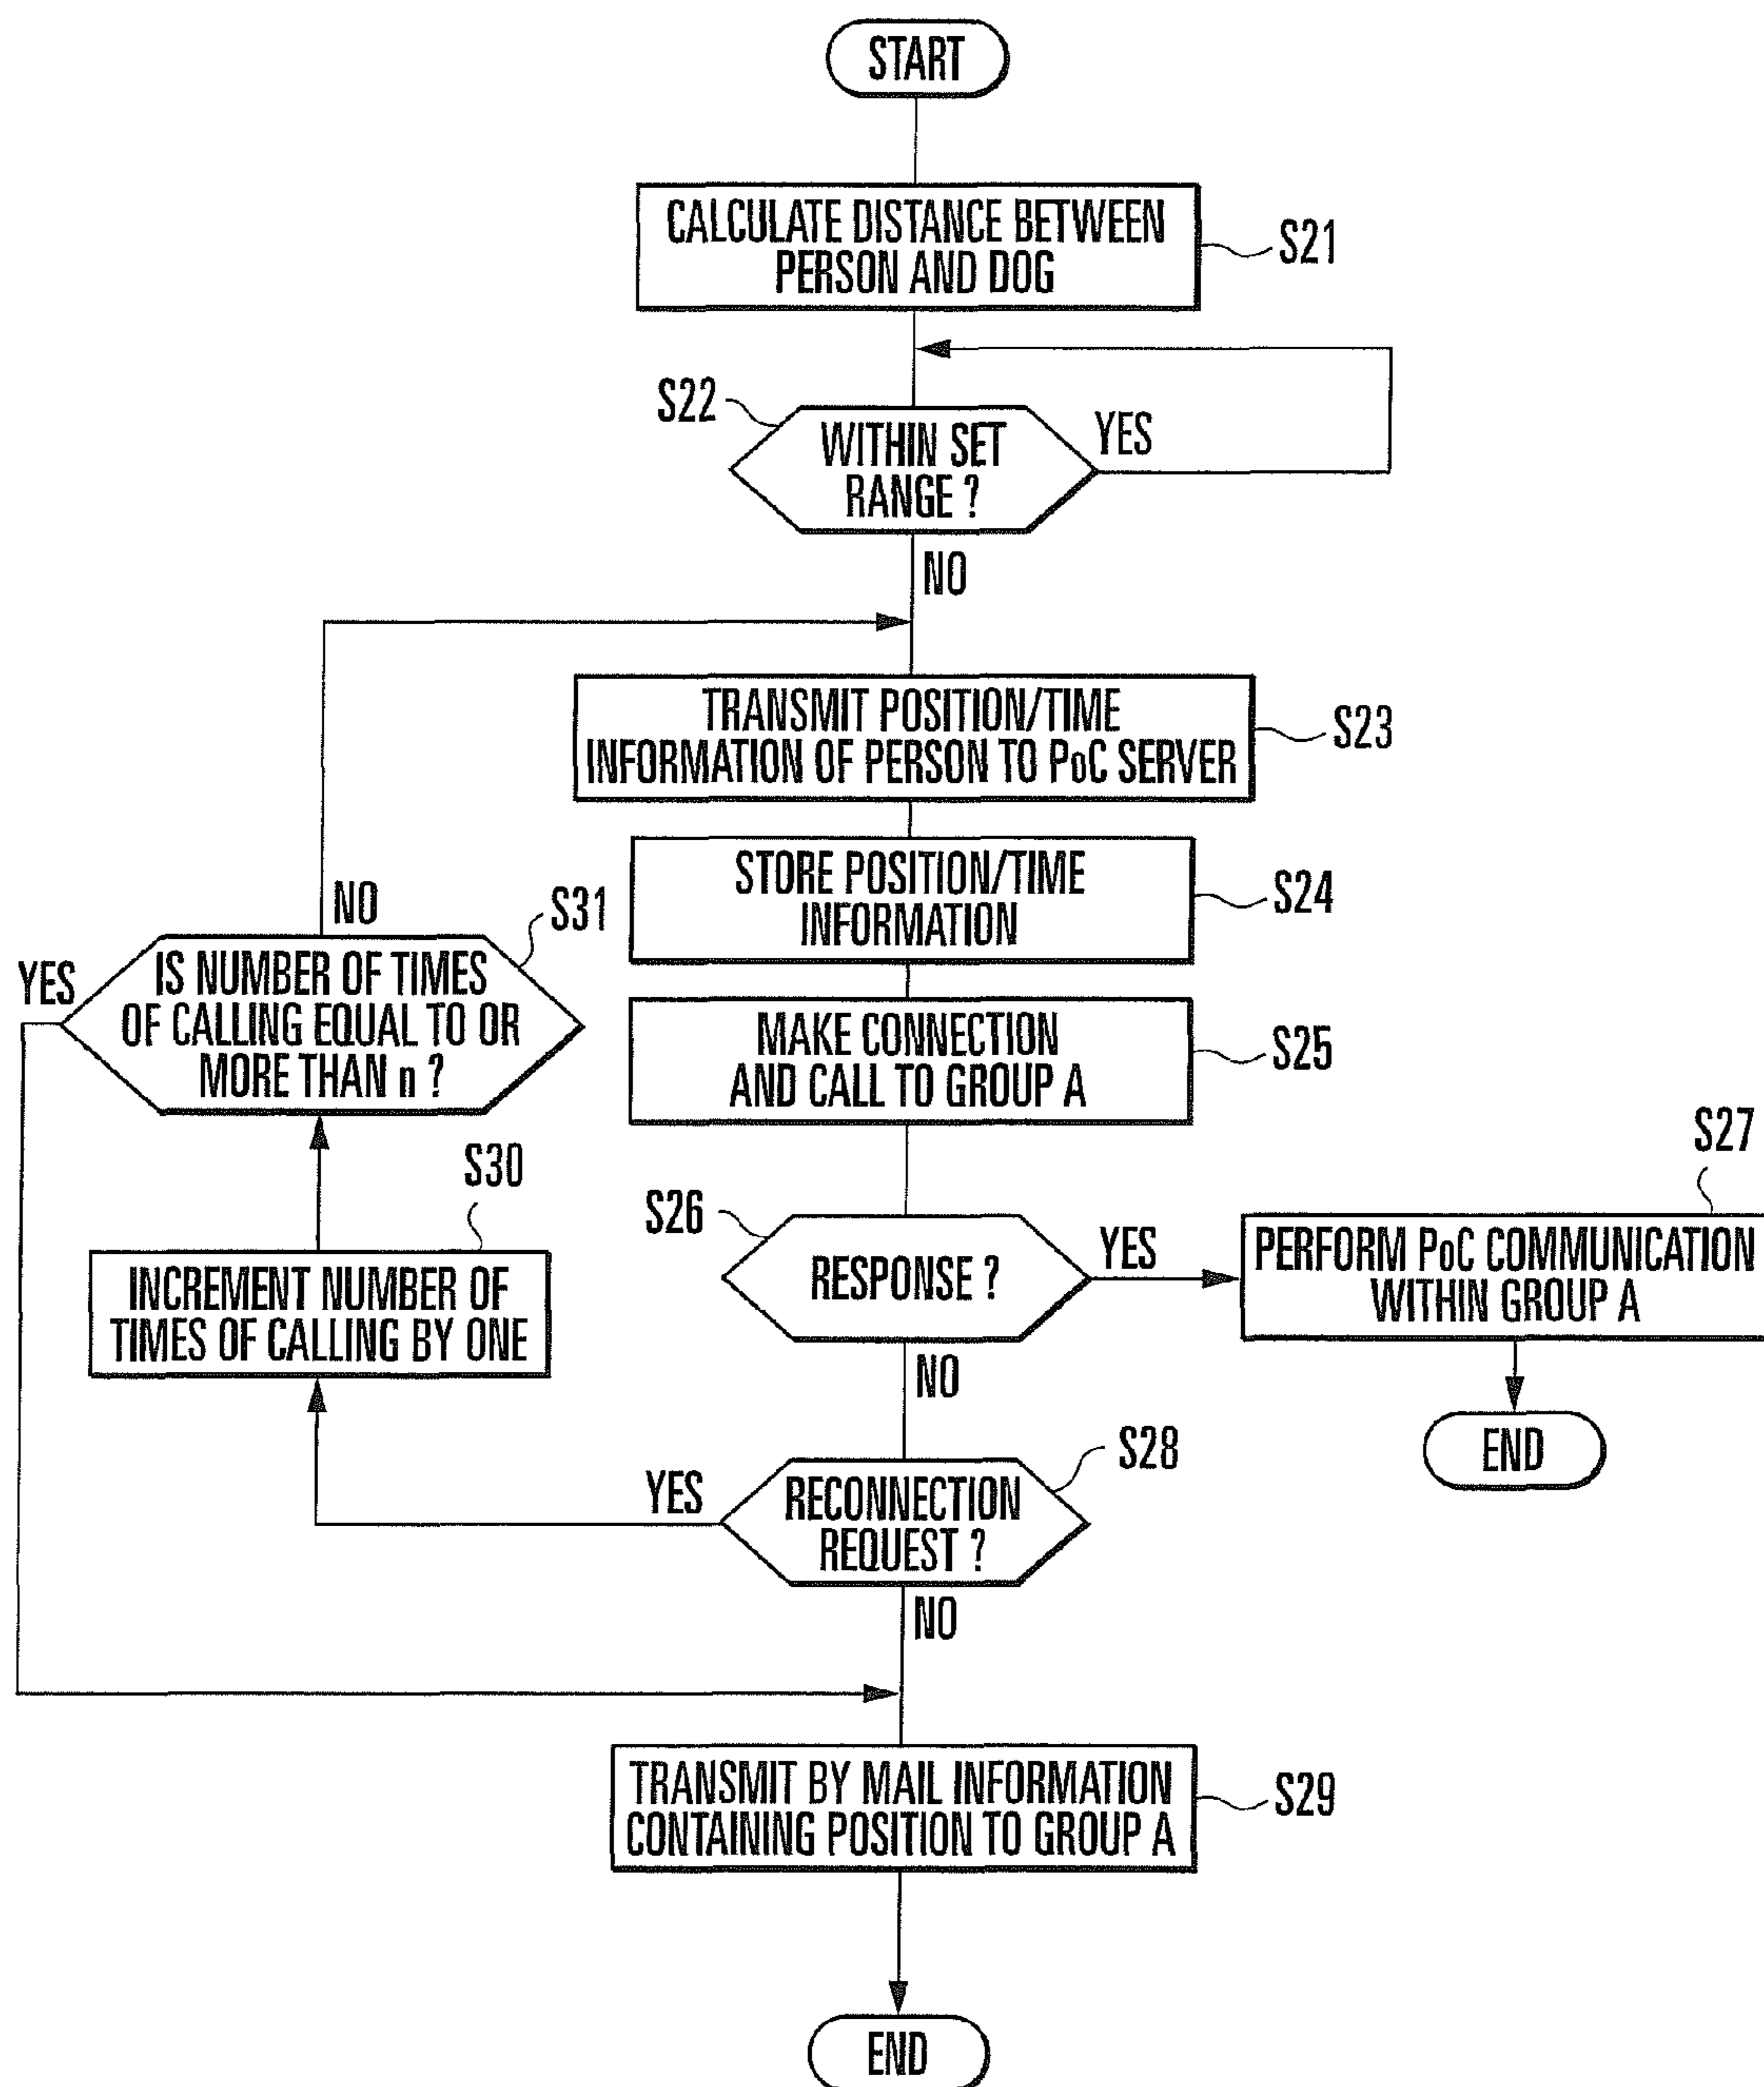 START
CALCULATE DISTANCE BETWEEN
PERSON AND DOG
S21
S22
WITHIN SET
RANGE ?
YES
NO
TRANSMIT POSITION/TIME
INFORMATION OF PERSON TO PoC SERVER
S23
STORE POSITION/TIME
INFORMATION
S24
NO
S31
YES
IS NUMBER OF TIMES
OF CALLING EQUAL TO OR
MORE THAN n ?
MAKE CONNECTION
AND CALL TO GROUP A
S25
S30
INCREMENT NUMBER OF
TIMES OF CALLING BY ONE
S26
RESPONSE ?
YES
NO
S27
PERFORM PoC COMMUNICATION
WITHIN GROUP A
END
S28
YES
RECONNECTION
REQUEST ?
NO
TRANSMIT BY MAIL INFORMATION
CONTAINING POSITION TO GROUP A
S29
END